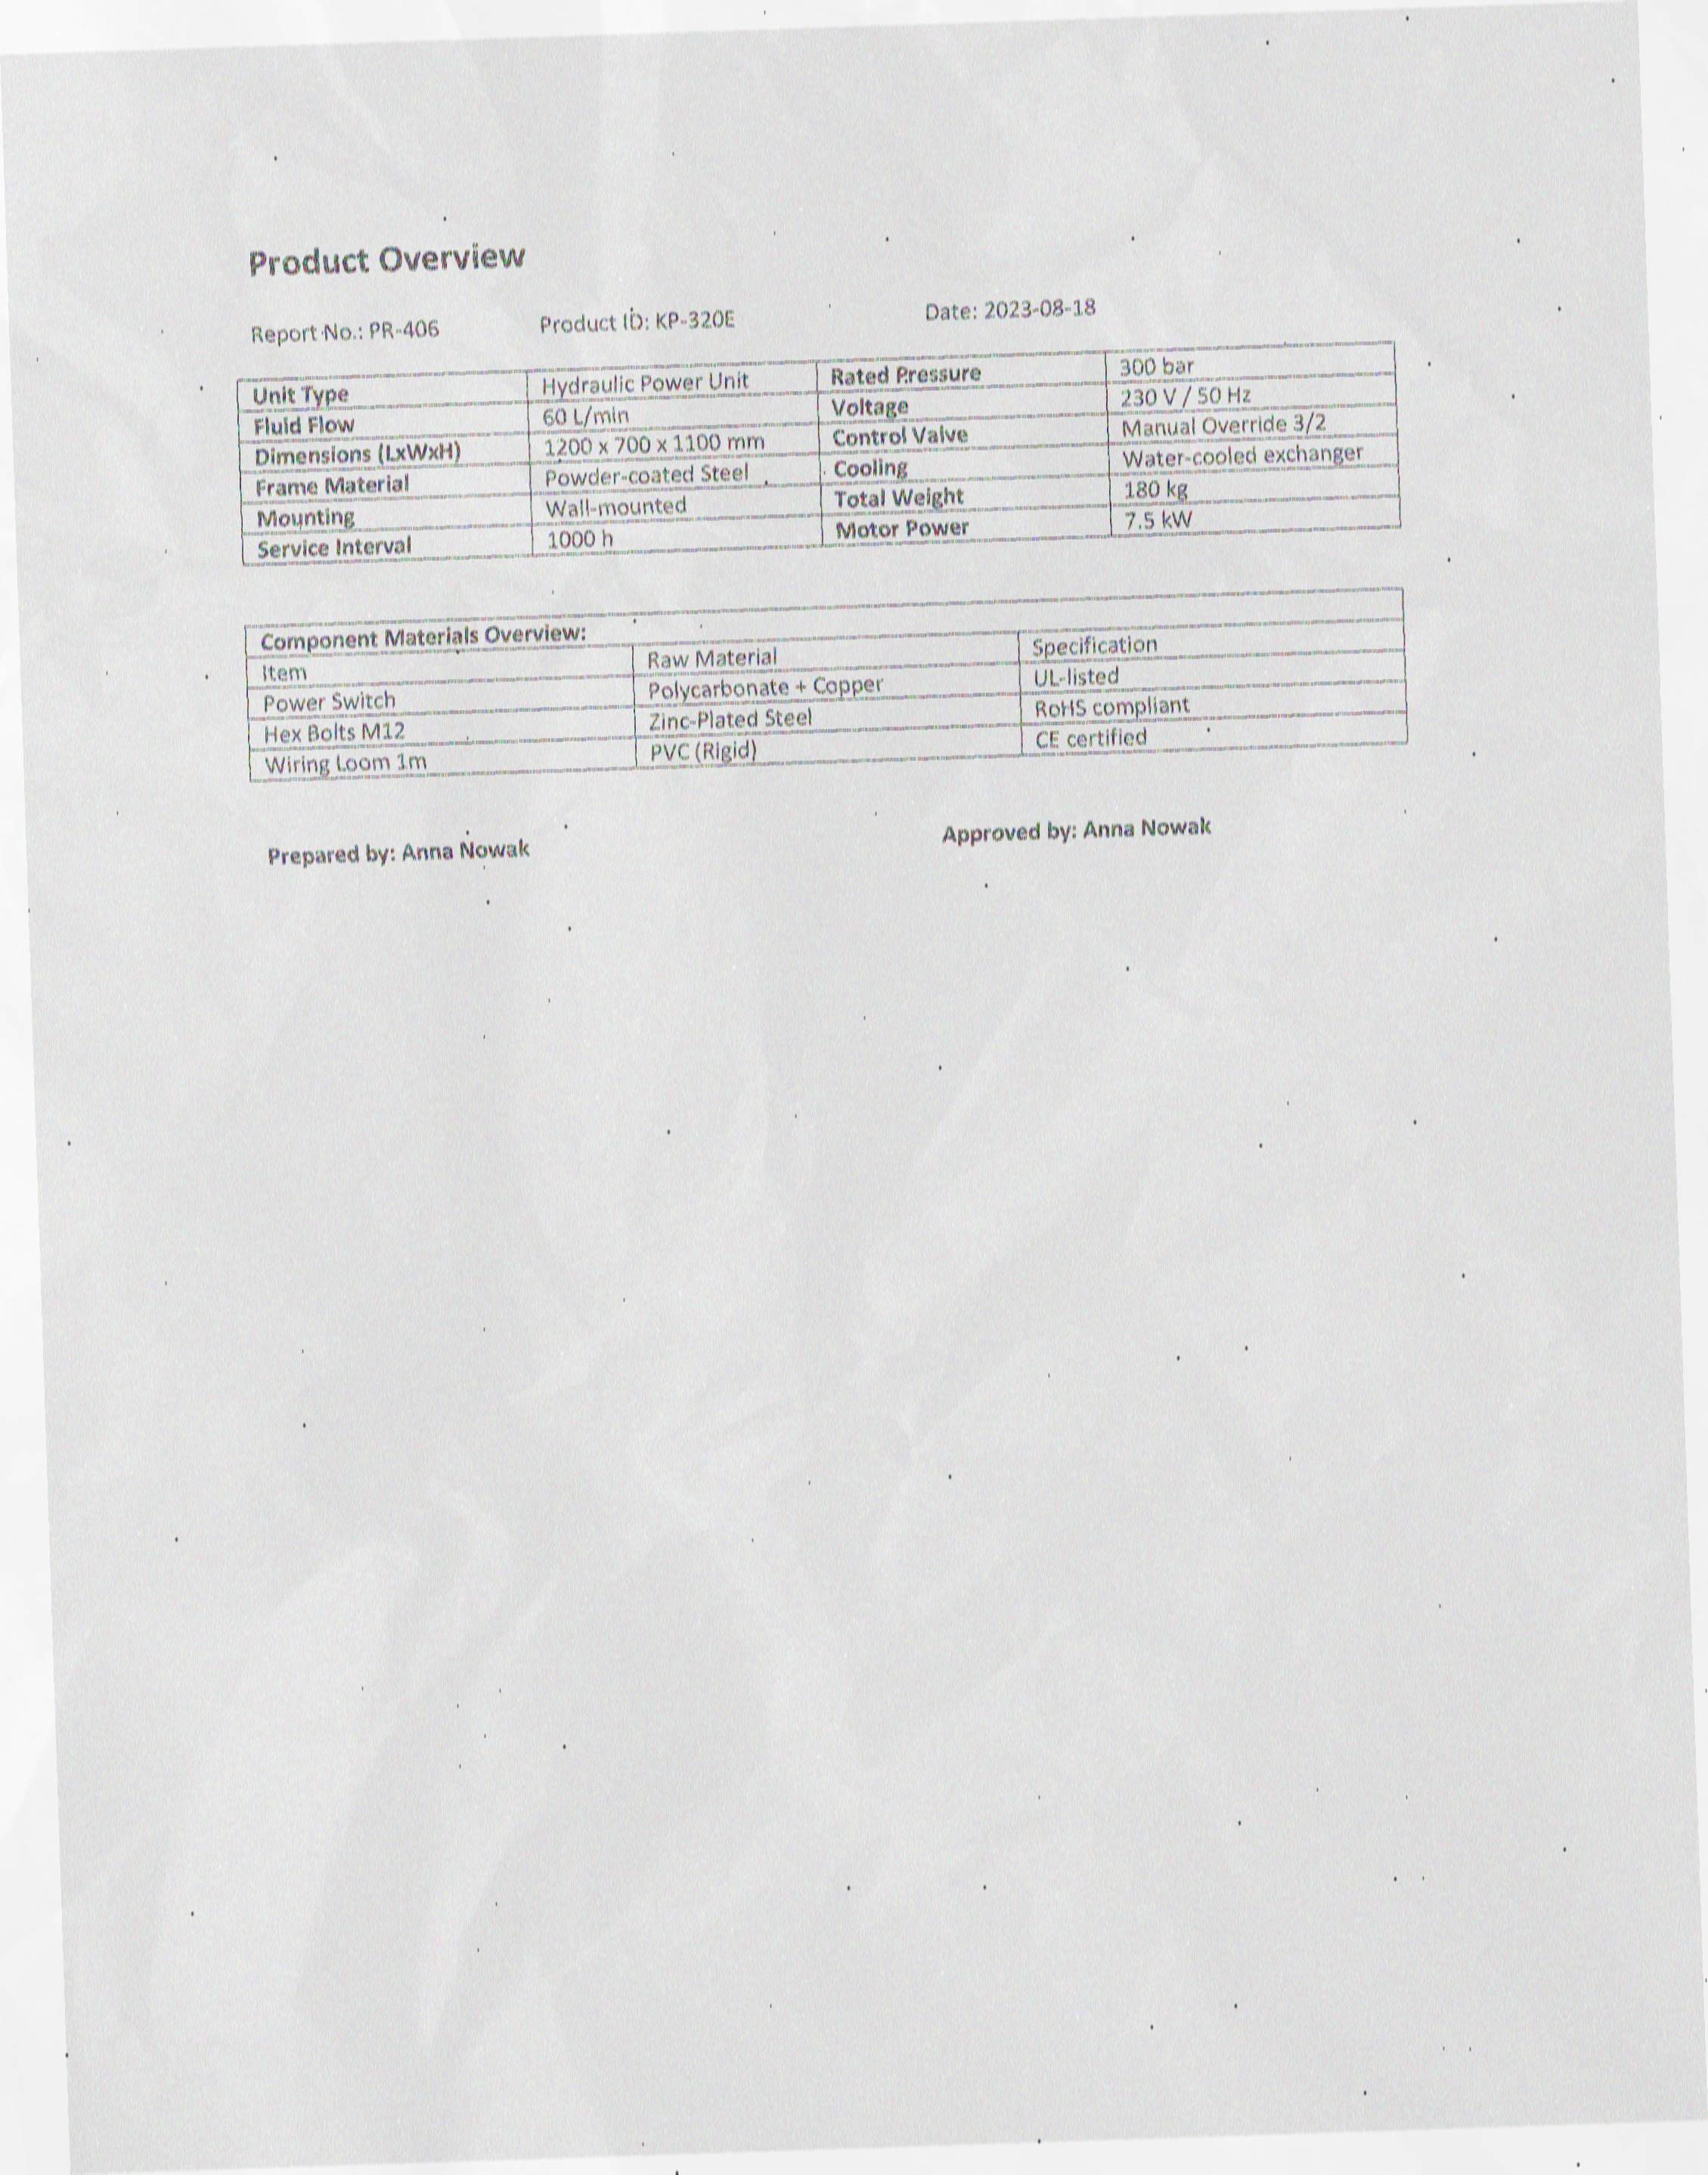 Product Overview
Report No.: PR-406 Product ID: KP-320E Date: 2023-08-18
Unit Type Hydraulic Power Unit Rated Pressure 300 bar
Fluid Flow 60 L/min Voltage 230 V / 50 Hz
Dimensions (LxWxH) 1200 x 700 x 1100 mm Control Valve Manual Override 3/2
Frame Material Powder-coated Steel Cooling Water-cooled exchanger
Mounting Wall-mounted Total Weight 180 kg
Service Interval 1000 h Motor Power 7.5 kW
Component Materials Overview:
Item Raw Material Specification
Power Switch Polycarbonate + Copper UL-listed
Hex Bolts M12 Zinc-Plated Steel RoHS compliant
Wiring Loom 1m PVC (Rigid) CE certified
Prepared by: Anna Nowak Approved by: Anna Nowak